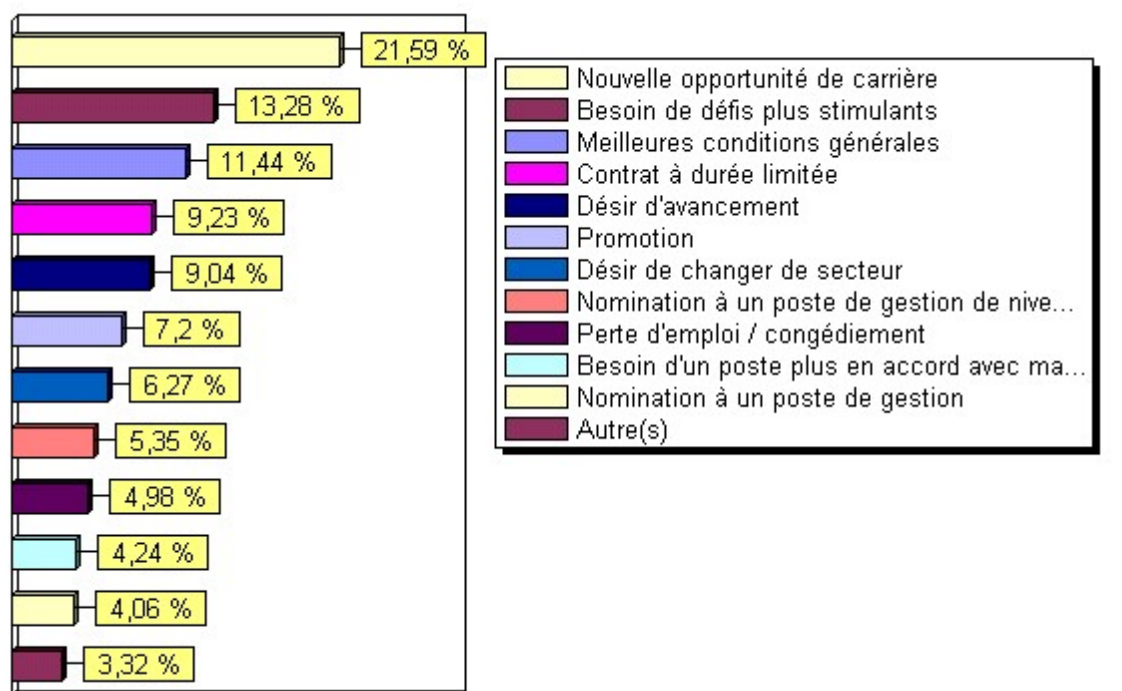 21,59 %
13,28 %
11,44 %
9,23 %
9,04 %
7,2 %
6,27 %
5,35 %
4,98 %
4,24 %
4,06 %
3,32 %
Nouvelle opportunité de carrière
Besoin de défis plus stimulants
Meilleures conditions générales
Contrat à durée limitée
Désir d'avancement
Promotion
Désir de changer de secteur
Nomination à un poste de gestion de nive...
Perte d'emploi / congédiement
Besoin d'un poste plus en accord avec ma...
Nomination à un poste de gestion
Autre(s)